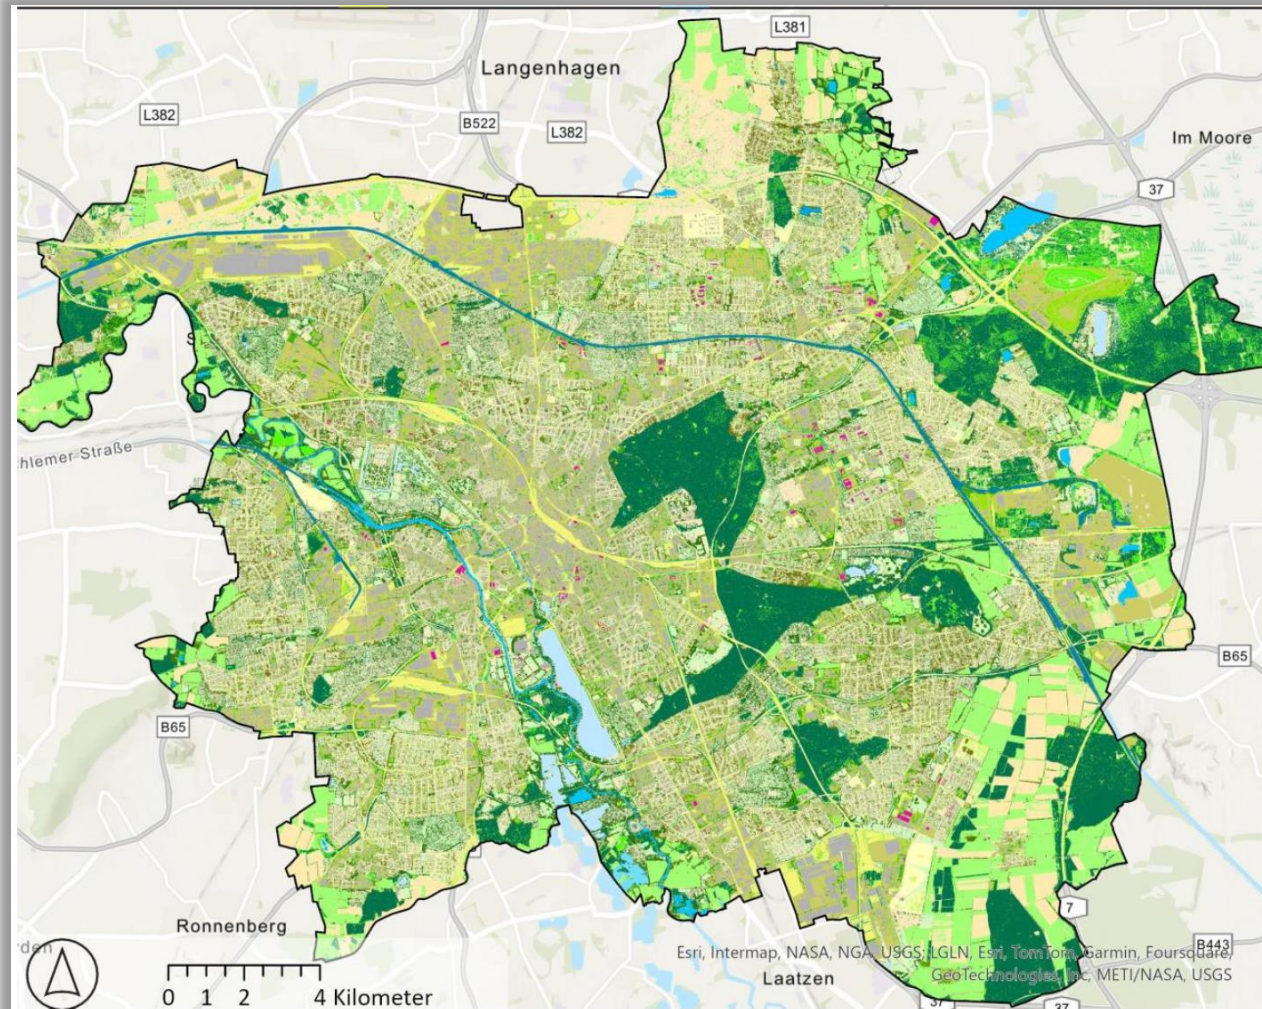 L381
Langenhagen
L382
B522
L382
Im Moore
37
S
hlemer Straße
B65
B65
7
Ronnenberg
rden
B443
Esri, Intermap, NASA, NGA, USGS; LGLN, Esri, TomTom, Garmin, Foursquare,
GeoTechnologies, Inc, METI/NASA, USGS
Laatzen
0 1 2 4 Kilometer
37
37